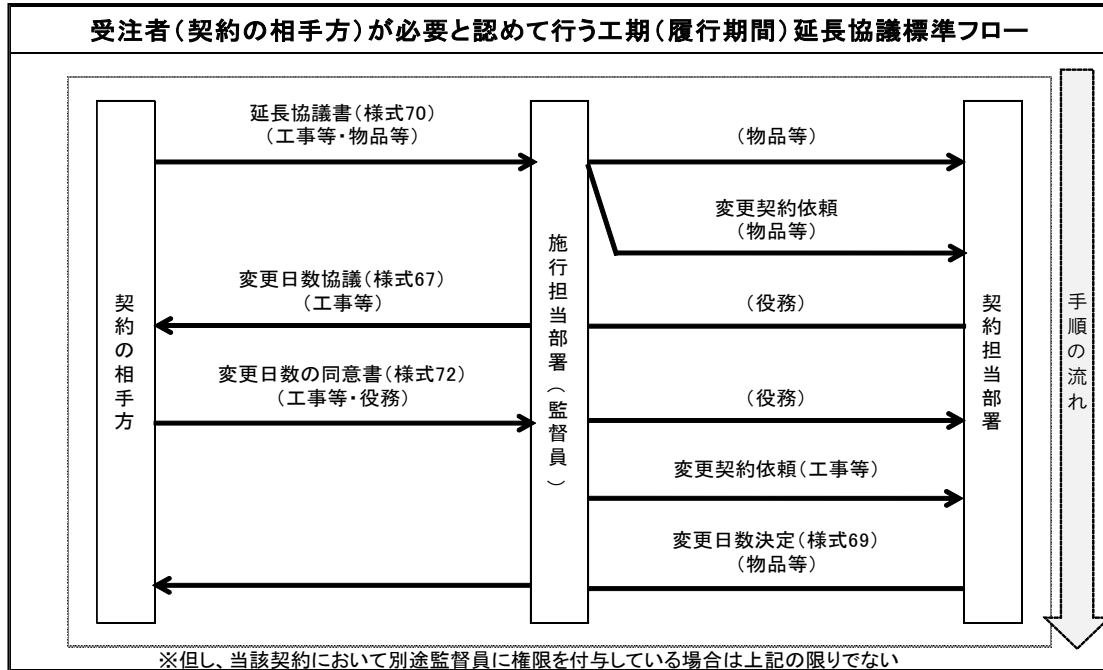 受注者(契約の相手方)が必要と認めて行う工期(履行期間)延長協議標準フロー
延長協議書(様式70)
(工事等・物品等)
(物品等)
変更契約依頼
(物品等)
変更日数協議(様式67)
(工事等)
(役務)
変更日数の同意書(様式72)
(工事等・役務)
(役務)
変更契約依頼(工事等)
変更日数決定(様式69)
(物品等)
契約の相手方
施行担当部署(監督員)
契約担当部署
手順の流れ
※但し、当該契約において別途監督員に権限を付与している場合は上記の限りでない